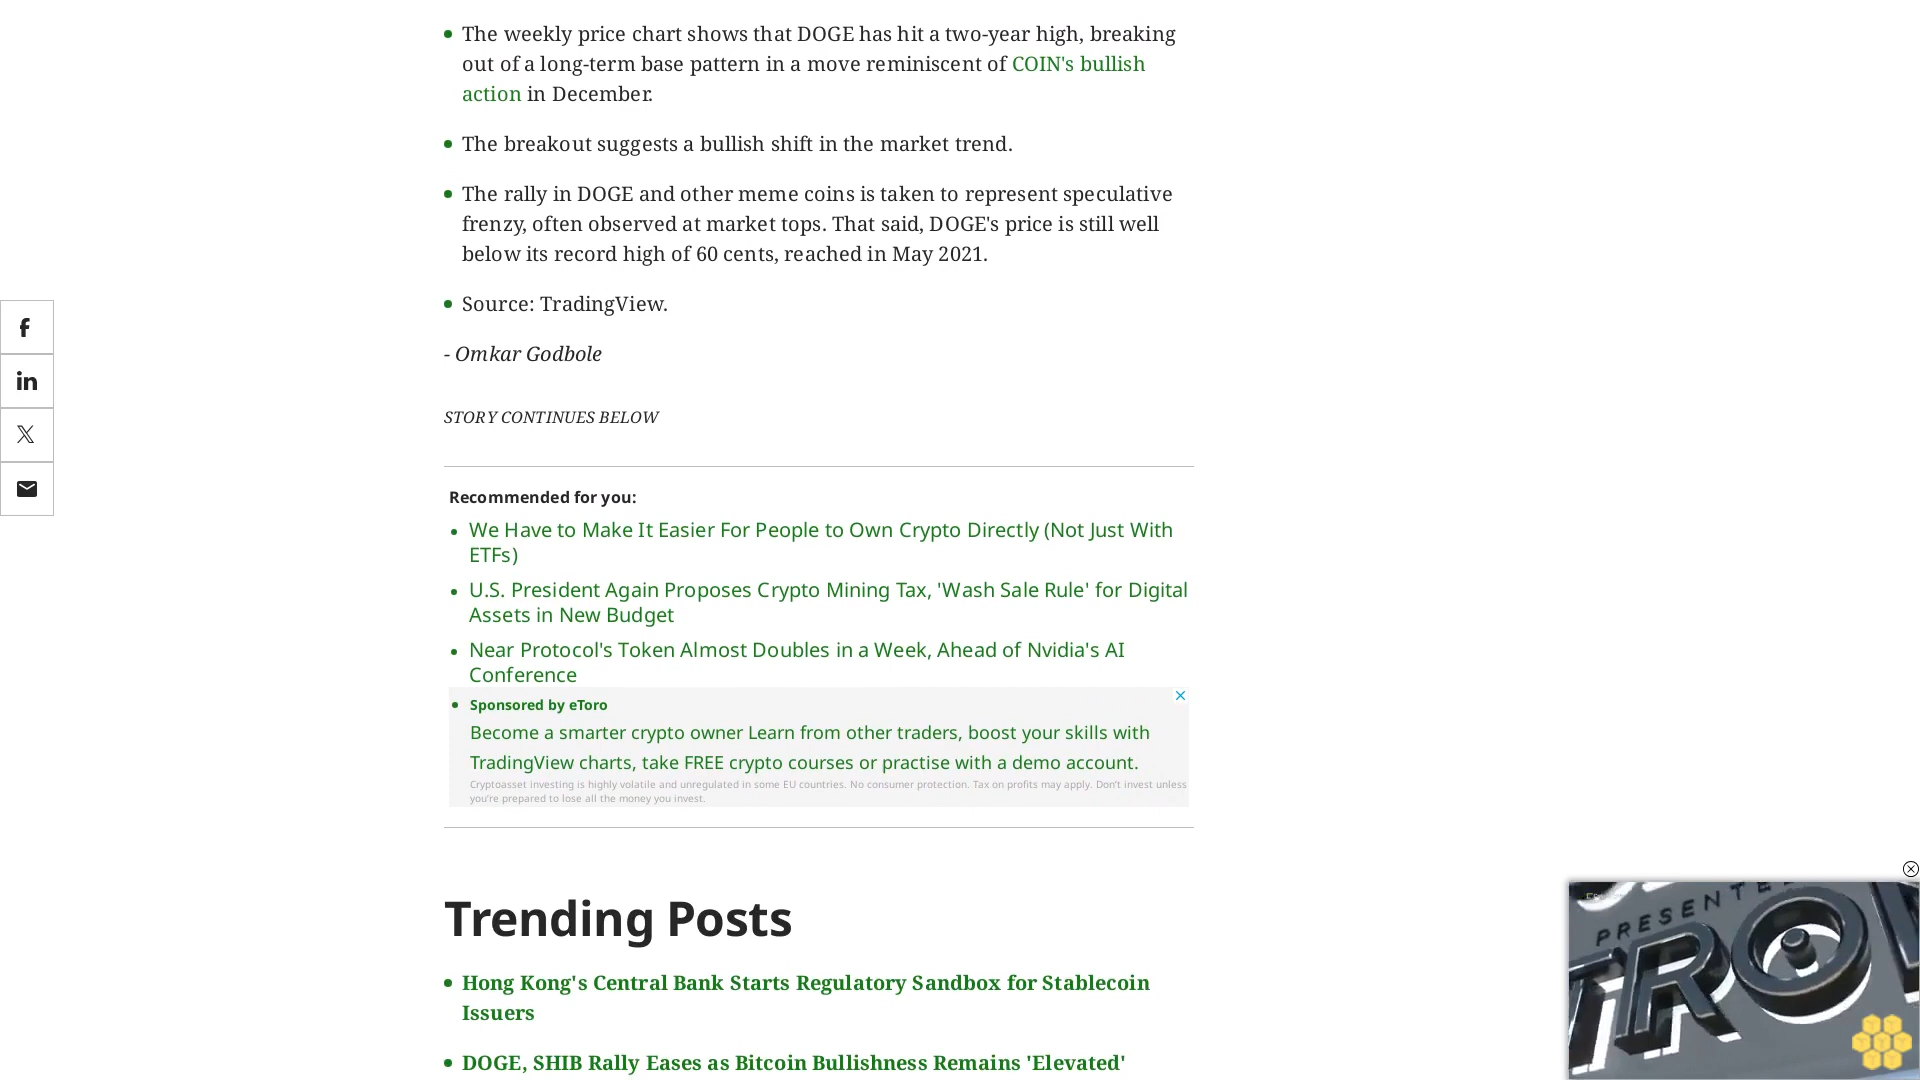 The weekly price chart shows that DOGE has hit a two-year high, breaking
out of a long-term base pattern in a move reminiscent of COIN's bullish
action in December.
The breakout suggests a bullish shift in the market trend.
The rally in DOGE and other meme coins is taken to represent speculative
frenzy, often observed at market tops. That said, DOGE's price is still well
below its record high of 60 cents, reached in May 2021.
Source: TradingView.
- Omkar Godbole
STORY CONTINUES BELOW
Recommended for you:
We Have to Make It Easier For People to Own Crypto Directly (Not Just With
ETFs)
U.S. President Again Proposes Crypto Mining Tax, 'Wash Sale Rule' for Digital
Assets in New Budget
Near Protocol's Token Almost Doubles in a Week, Ahead of Nvidia's AI
Conference
Sponsored by eToro
Become a smarter crypto owner Learn from other traders, boost your skills with
TradingView charts, take FREE crypto courses or practise with a demo account.
Cryptoasset investing is highly volatile and unregulated in some EU countries. No consumer protection. Tax on profits may apply. Don't invest unless
you're prepared to lose all the money you invest.
Trending Posts
Hong Kong's Central Bank Starts Regulatory Sandbox for Stablecoin
Issuers
DOGE, SHIB Rally Eases as Bitcoin Bullishness Remains 'Elevated'
PRESENTE
TRON